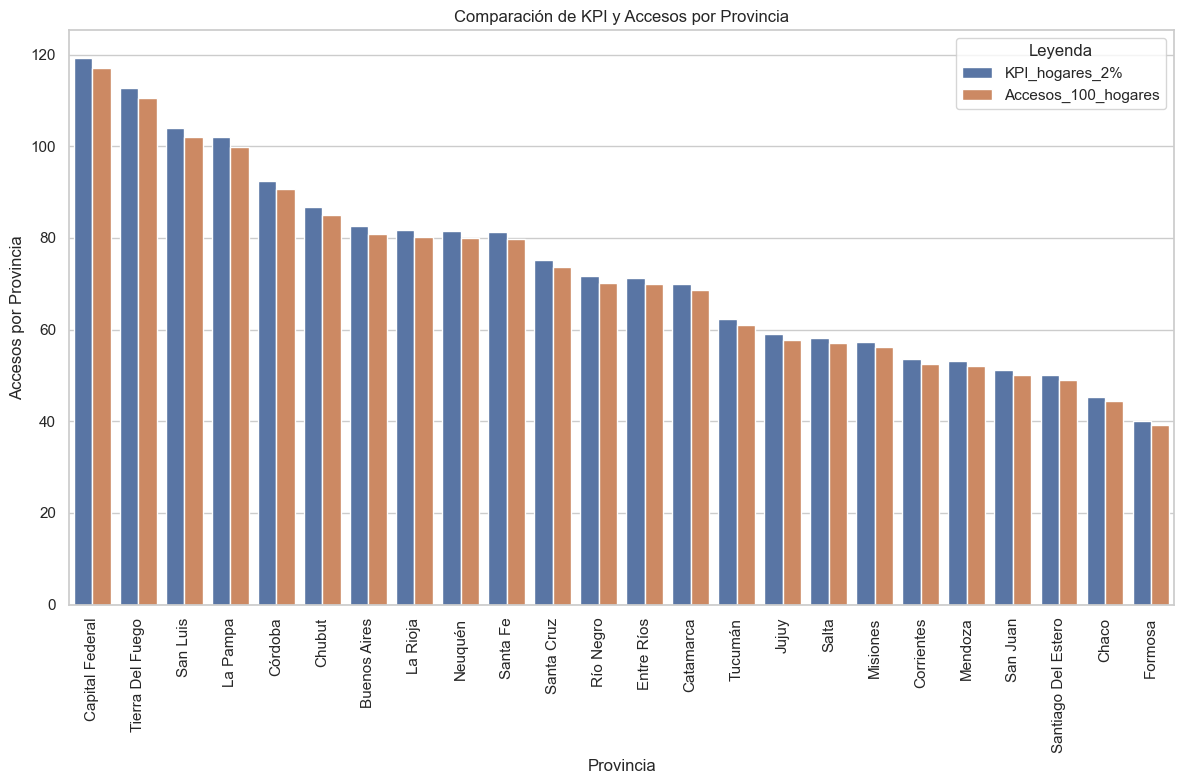 Comparación de KPI y Accesos por Provincia
Leyenda
KPI_hogares_2%
Accesos_100_hogares
Accesos por Provincia
120
100
80
60
40
20
0
Capital Federal
Tierra Del Fuego
San Luis
La Pampa
Córdoba
Chubut
Buenos Aires
La Rioja
Neuquén
Santa Fe
Santa Cruz
Río Negro
Entre Ríos
Catamarca
Tucumán
Jujuy
Salta
Misiones
Corrientes
Mendoza
San Juan
Santiago Del Estero
Chaco
Formosa
Provincia